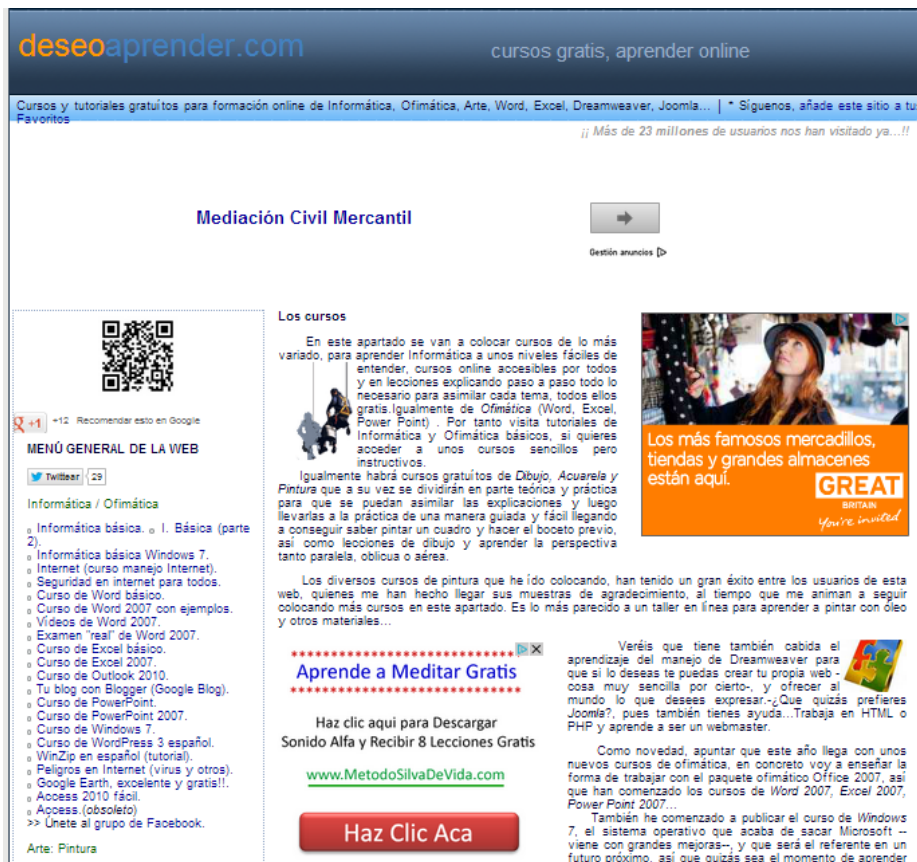 deseoaprender.com
cursos gratis, aprender online
Cursos y tutoriales gratuítos para formación online de Informática, Ofimática, Arte, Word, Excel, Dreamweaver, Joomla... | * Síguenos, añade este sitio a tus
Favoritos
¡¡ Más de 23 millones de usuarios nos han visitado ya...!!
Mediación Civil Mercantil
Gestión anuncios
+1
+12 Recomendar esto en Google
MENÚ GENERAL DE LA WEB
Twittear 29
Informática / Ofimática
o Informática básica. o I. Básica (parte
2).
o Informática básica Windows 7.
o Internet (curso manejo Internet).
o Seguridad en internet para todos.
o Curso de Word básico.
o Curso de Word 2007 con ejemplos.
o Vídeos de Word 2007.
o Examen "real" de Word 2007.
o Curso de Excel básico.
o Curso de Excel 2007.
o Curso de Outlook 2010.
o Tu blog con Blogger (Google Blog).
o Curso de PowerPoint.
o Curso de PowerPoint 2007.
o Curso de Windows 7.
o Curso de WordPress 3 español.
o WinZip en español (tutorial).
o Peligros en Internet (virus y otros).
o Google Earth, excelente y gratis!!.
o Access 2010 fácil.
o Access.(obsoleto)
>> Únete al grupo de Facebook.
Arte: Pintura
Los cursos
En este apartado se van a colocar cursos de lo más
variado, para aprender Informática a unos niveles fáciles de
entender, cursos online accesibles por todos
y en lecciones explicando paso a paso todo lo
necesario para asimilar cada tema, todos ellos
gratis.Igualmente de Ofimática (Word, Excel,
Power Point) . Por tanto visita tutoriales de
Informática y Ofimática básicos, si quieres
acceder a unos cursos sencillos pero
instructivos.
Igualmente habrá cursos gratuítos de Dibujo, Acuarela y
Pintura que a su vez se dividirán en parte teórica y práctica
para que se puedan asimilar las explicaciones y luego
llevarlas a la práctica de una manera guiada y fácil llegando
a conseguir saber pintar un cuadro y hacer el boceto previo,
así como lecciones de dibujo y aprender la perspectiva
tanto paralela, oblicua o aérea.
Los más famosos mercadillos,
tiendas y grandes almacenes
están aquí.
GREAT
BRITAIN
You're invited
Los diversos cursos de pintura que he ído colocando, han tenido un gran éxito entre los usuarios de esta
web, quienes me han hecho llegar sus muestras de agradecimiento, al tiempo que me animan a seguir
colocando más cursos en este apartado. Es lo más parecido a un taller en línea para aprender a pintar con óleo
y otros materiales...
Aprende a Meditar Gratis
Haz clic aqui para Descargar
Sonido Alfa y Recibir 8 Lecciones Gratis
www.MetodoSilvaDeVida.com
Haz Clic Aca
Veréis que tiene también cabida el
aprendizaje del manejo de Dreamweaver para
que si lo deseas te puedas crear tu propia web -
cosa muy sencilla por cierto-, y ofrecer al
mundo lo que desees expresar.-¿Que quizás prefieres
Joomla?, pues también tienes ayuda...Trabaja en HTML o
PHP y aprende a ser un webmaster.
Como novedad, apuntar que este año llega con unos
nuevos cursos de ofimática, en concreto voy a enseñar la
forma de trabajar con el paquete ofimático Office 2007, así
que han comenzado los cursos de Word 2007, Excel 2007,
Power Point 2007...
También he comenzado a publicar el curso de Windows
7, el sistema operativo que acaba de sacar Microsoft --
viene con grandes mejoras--, y que será el referente en un
futuro próximo, así que quizás sea el momento de aprender